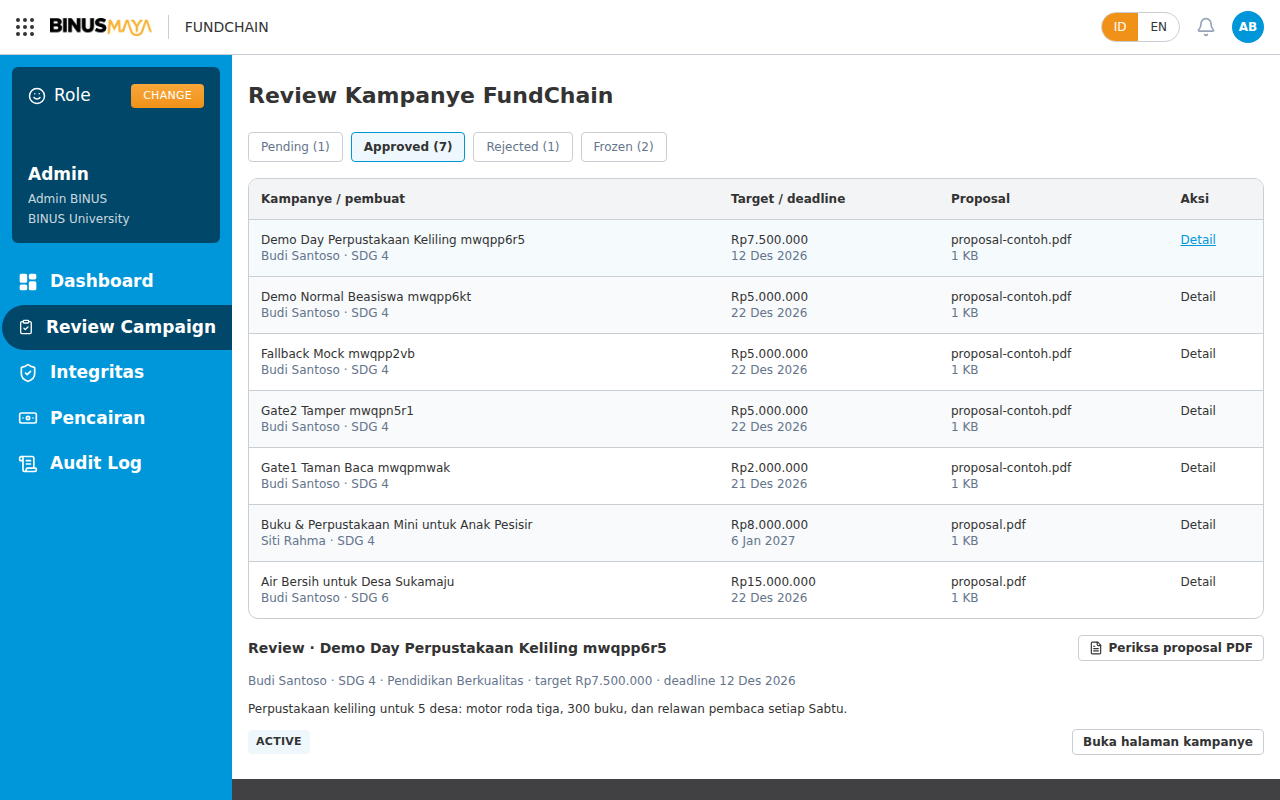 BINUSMAYA
FUNDCHAIN
ID
EN
AB
Role
CHANGE
Admin
Admin BINUS
BINUS University
Dashboard
Review Campaign
Integritas
Pencairan
Audit Log
Review Kampanye FundChain
Pending (1)
Approved (7)
Rejected (1)
Frozen (2)
Kampanye / pembuat
Target / deadline
Proposal
Aksi
Demo Day Perpustakaan Keliling mwqpp6r5
Budi Santoso · SDG 4
Rp7.500.000
12 Des 2026
proposal-contoh.pdf
1 KB
Detail
Demo Normal Beasiswa mwqpp6kt
Budi Santoso · SDG 4
Rp5.000.000
22 Des 2026
proposal-contoh.pdf
1 KB
Detail
Fallback Mock mwqpp2vb
Budi Santoso · SDG 4
Rp5.000.000
22 Des 2026
proposal-contoh.pdf
1 KB
Detail
Gate2 Tamper mwqpn5r1
Budi Santoso · SDG 4
Rp5.000.000
22 Des 2026
proposal-contoh.pdf
1 KB
Detail
Gate1 Taman Baca mwqpmwak
Budi Santoso · SDG 4
Rp2.000.000
21 Des 2026
proposal-contoh.pdf
1 KB
Detail
Buku & Perpustakaan Mini untuk Anak Pesisir
Siti Rahma · SDG 4
Rp8.000.000
6 Jan 2027
proposal.pdf
1 KB
Detail
Air Bersih untuk Desa Sukamaju
Budi Santoso · SDG 6
Rp15.000.000
22 Des 2026
proposal.pdf
1 KB
Detail
Review · Demo Day Perpustakaan Keliling mwqpp6r5
Periksa proposal PDF
Budi Santoso · SDG 4 · Pendidikan Berkualitas · target Rp7.500.000 · deadline 12 Des 2026
Perpustakaan keliling untuk 5 desa: motor roda tiga, 300 buku, dan relawan pembaca setiap Sabtu.
ACTIVE
Buka halaman kampanye